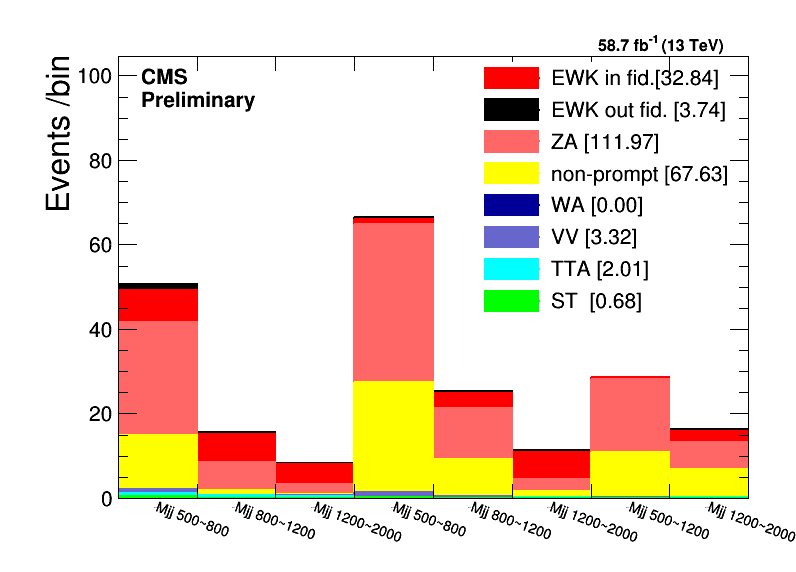 58.7 fb-1 (13 TeV)
CMS
Preliminary
Events /bin
100
80
60
40
20
0
EWK in fid.[32.84]
EWK out fid. [3.74]
ZA [111.97]
non-prompt [67.63]
WA [0.00]
VV [3.32]
TTA [2.01]
ST [0.68]
Mjj 500~800
Mjj 800~1200
Mjj 1200~2000
Mjj 500~800
Mjj 800~1200
Mjj 1200~2000
Mjj 500~1200
Mjj 1200~2000